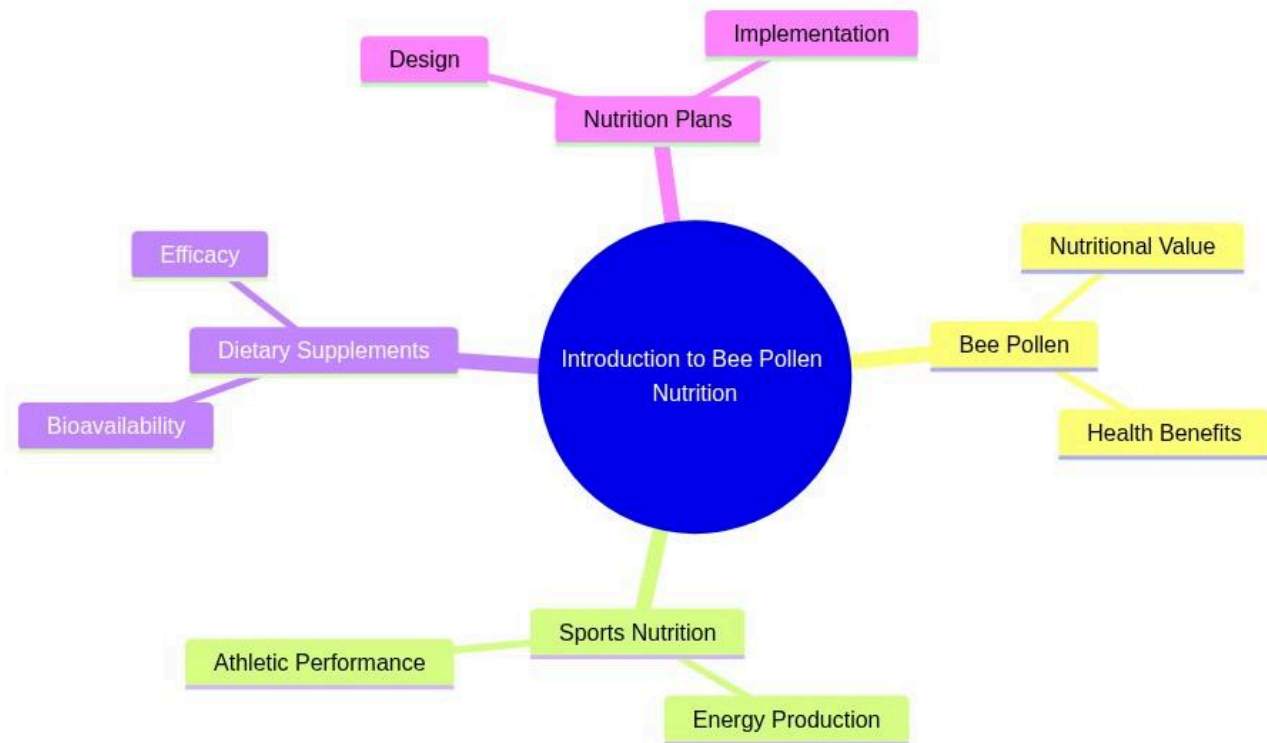 Implementation
Design
Nutrition Plans
Efficacy
Nutritional Value
Dietary Supplements
Bee Pollen
Introduction to Bee Pollen
Nutrition
Bioavailability
Health Benefits
Sports Nutrition
Athletic Performance
Energy Production